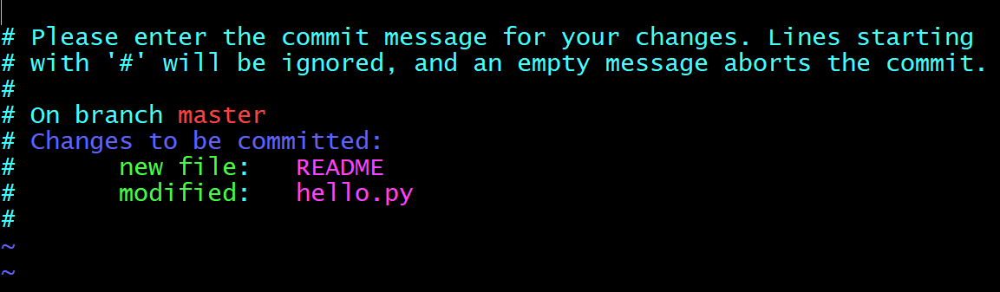 # Please enter the commit message for your changes. Lines starting
# with '#' will be ignored, and an empty message aborts the commit.
#
# On branch master
# Changes to be committed:
#       new file:   README
#       modified:   hello.py
#
~
~